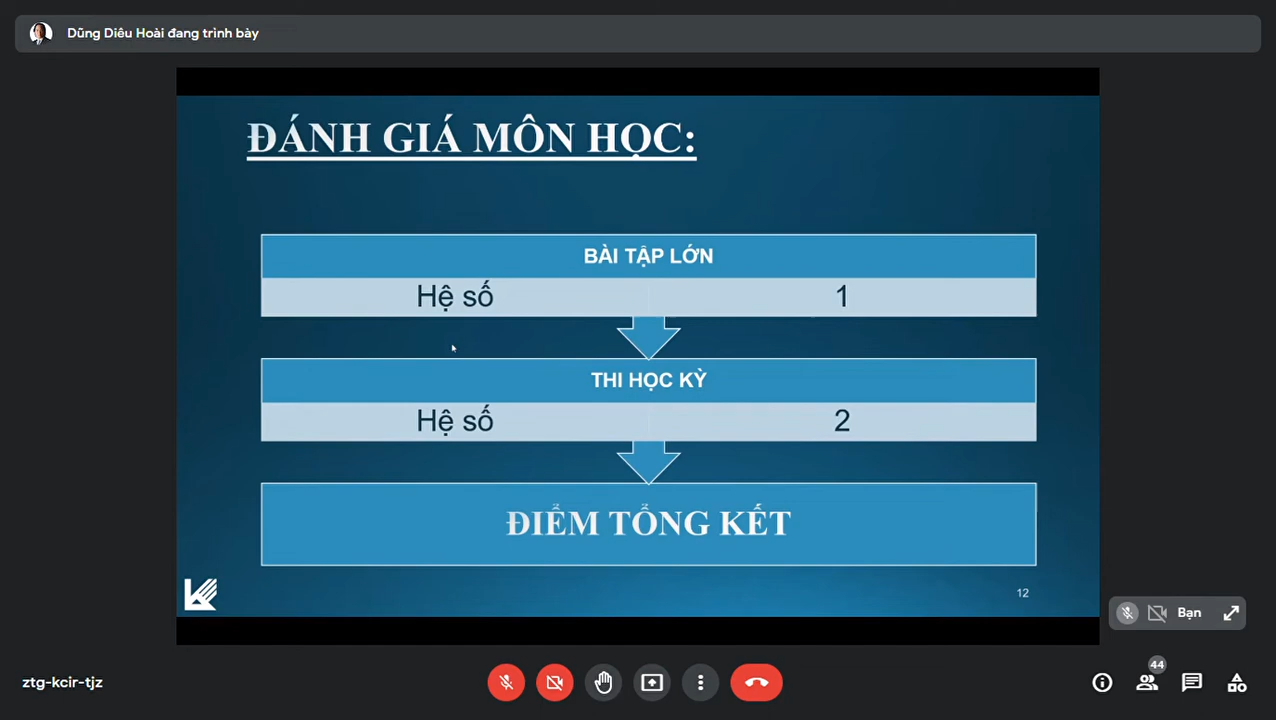 Dũng Diêu Hoài đang trình bày
ĐÁNH GIÁ MÔN HỌC:
BÀI TẬP LỚN
Hệ số 1
THI HỌC KỲ
Hệ số 2
ĐIỂM TỔNG KẾT
12
Bạn
44
ztg-kcir-tjz